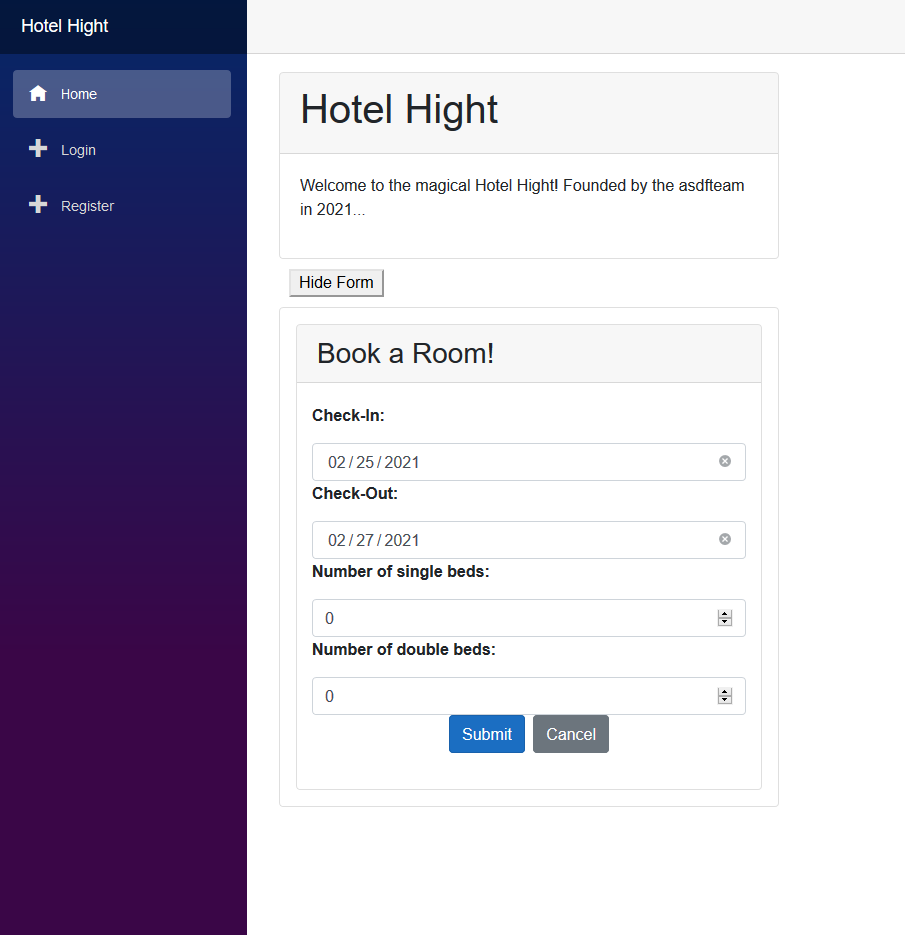 Hotel Hight
Home
Login
Register
Hotel Hight
Welcome to the magical Hotel Hight! Founded by the asdfteam
in 2021...
Hide Form
Book a Room!
Check-In:
02/25/2021
Check-Out:
02/27/2021
Number of single beds:
0
Number of double beds:
0
Submit Cancel